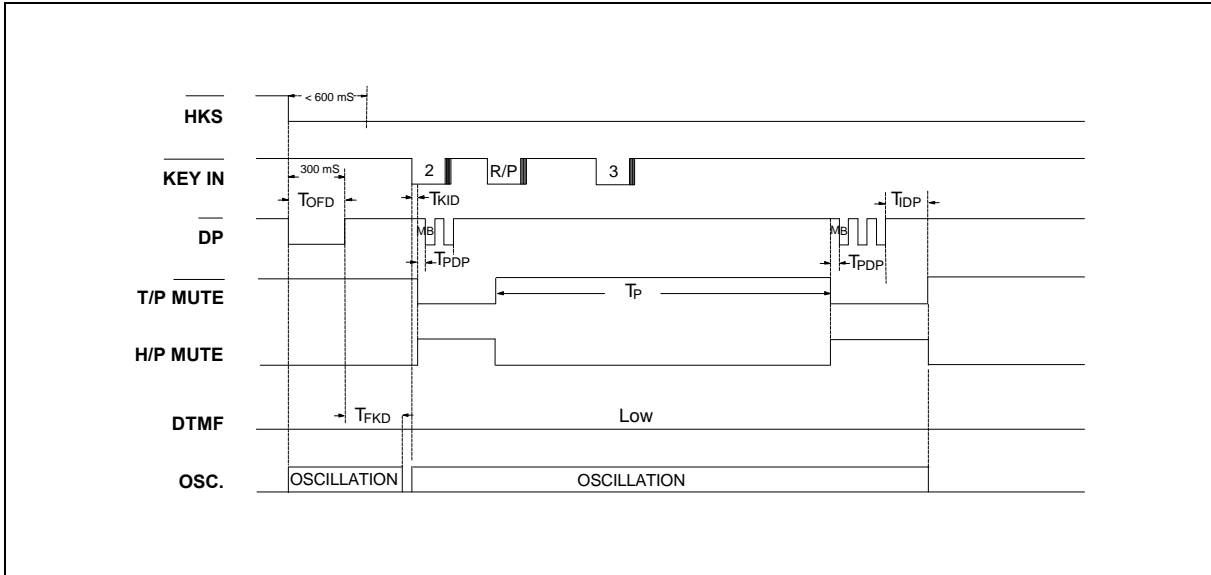 < 600 mS
HKS
KEY IN
2
R/P
3
300 mS
TOFD
TKID
TIDP
DP
MB
MB
TPDP
TPDP
T/P MUTE
TP
H/P MUTE
DTMF
TFKD
Low
OSC.
OSCILLATION
OSCILLATION